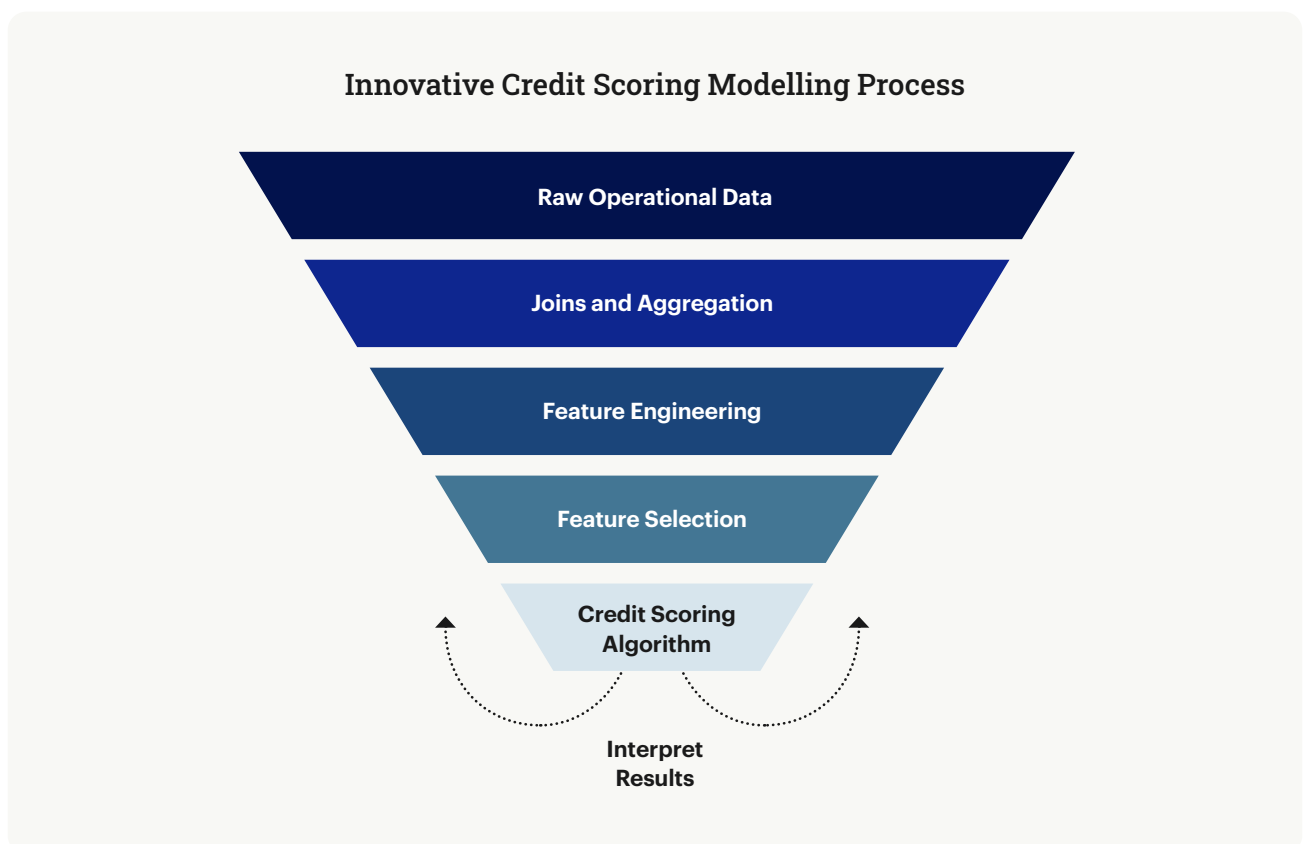 Innovative Credit Scoring Modelling Process
Raw Operational Data
Joins and Aggregation
Feature Engineering
Feature Selection
Credit Scoring
Algorithm
Interpret
Results